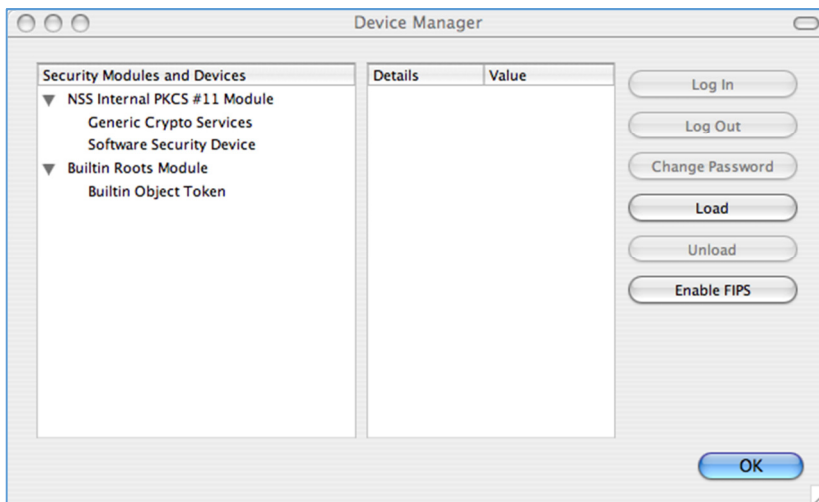 Device Manager
Security Modules and Devices
NSS Internal PKCS #11 Module
Generic Crypto Services
Software Security Device
Builtin Roots Module
Builtin Object Token
Details Value
Log In
Log Out
Change Password
Load
Unload
Enable FIPS
OK